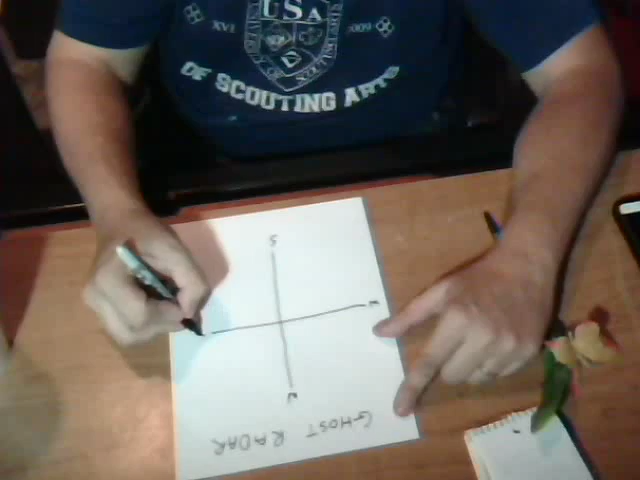 USA
XVI 2009
OF SCOUTING ARTS
GHOST RADAR
N
S